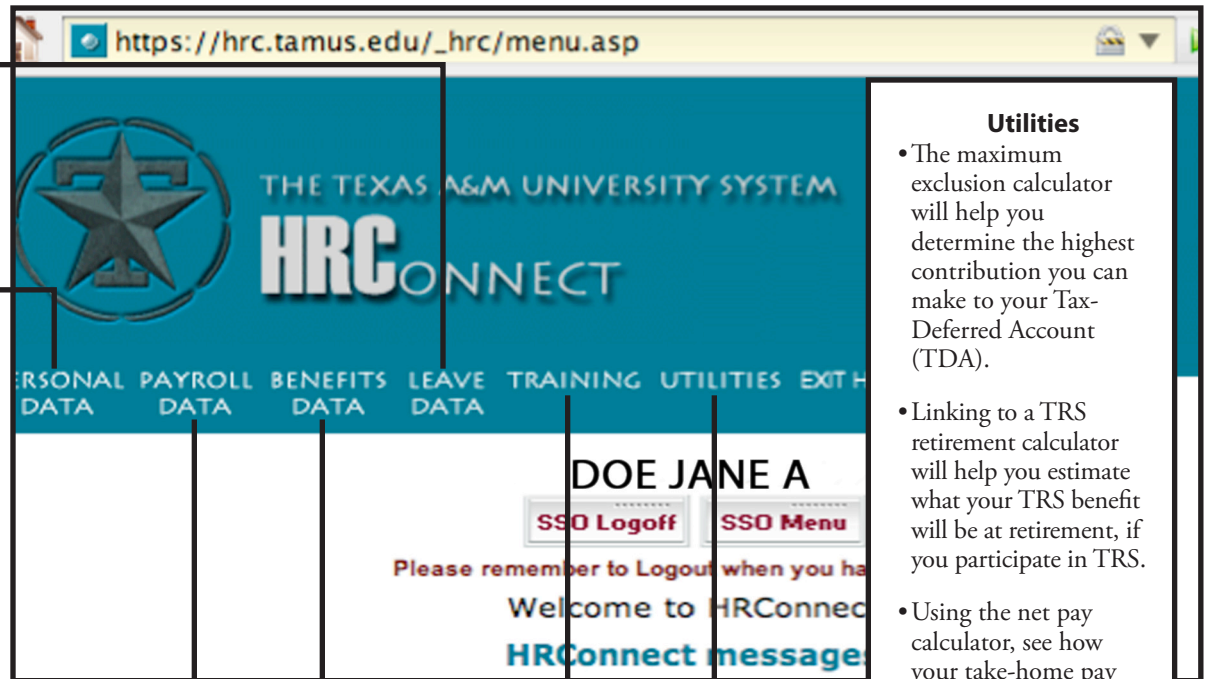 https://hrc.tamus.edu/_hrc/menu.asp
THE TEXAS A&M UNIVERSITY SYSTEM
HRCONNECT
ERSONAL DATA
PAYROLL DATA
BENEFITS DATA
LEAVE DATA
TRAINING
UTILITIES
EXIT H
DOE JANE A
SSO Logoff SSO Menu
Please remember to Logout when you ha
Welcome to HRConnec
HRConnect message
Utilities
•The maximum
exclusion calculator
will help you
determine the highest
contribution you can
make to your Tax-
Deferred Account
(TDA).
•Linking to a TRS
retirement calculator
will help you estimate
what your TRS benefit
will be at retirement, if
you participate in TRS.
•Using the net pay
calculator, see how
your take-home pay